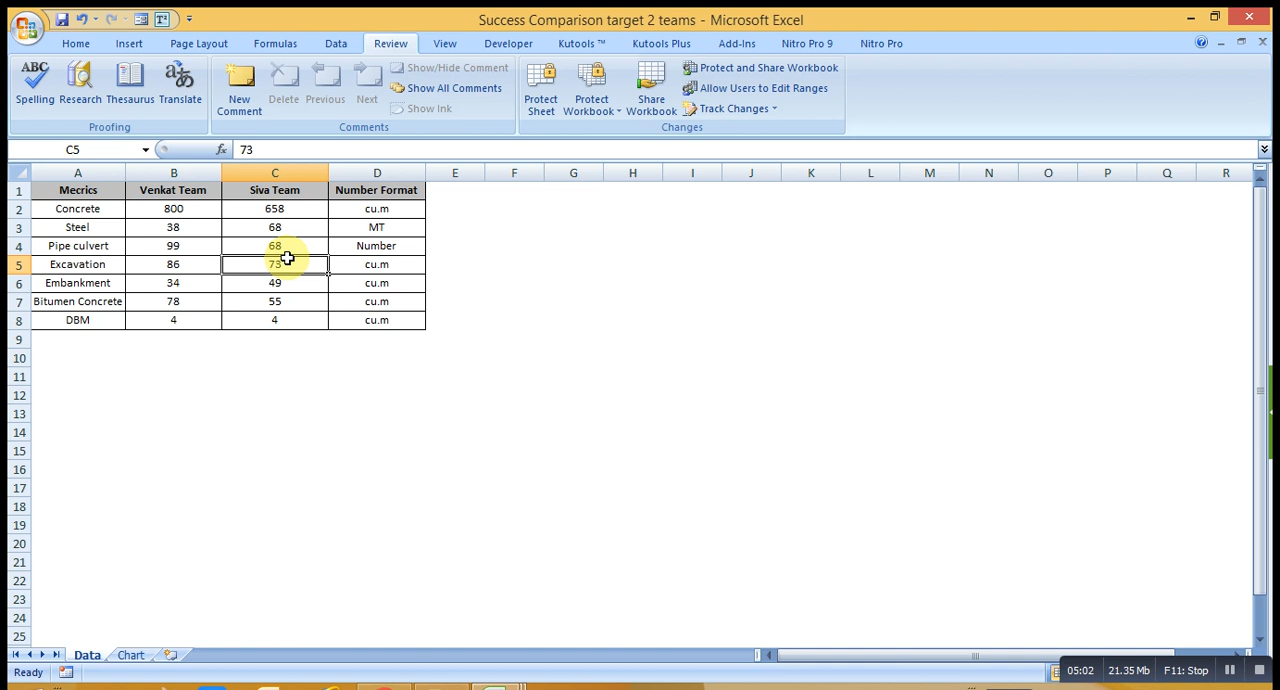 Success Comparison target 2 teams - Microsoft Excel
Home Insert Page Layout Formulas Data Review View Developer Kutools ™ Kutools Plus Add-Ins Nitro Pro 9 Nitro Pro
ABC
Spelling Research Thesaurus Translate
Proofing
New Comment Delete Previous Next
Show/Hide Comment
Show All Comments
Show Ink
Comments
Protect Sheet Protect Workbook Share Workbook
Protect and Share Workbook
Allow Users to Edit Ranges
Track Changes
Changes
C5 fx 73
A B C D E F G H I J K L M N O P Q R
1 Mecrics Venkat Team Siva Team Number Format
2 Concrete 800 658 cu.m
3 Steel 38 68 MT
4 Pipe culvert 99 68 Number
5 Excavation 86 73 cu.m
6 Embankment 34 49 cu.m
7 Bitumen Concrete 78 55 cu.m
8 DBM 4 4 cu.m
9
10
11
12
13
14
15
16
17
18
19
20
21
22
23
24
25
Data Chart
Ready
05:02 21.35 Mb F11: Stop